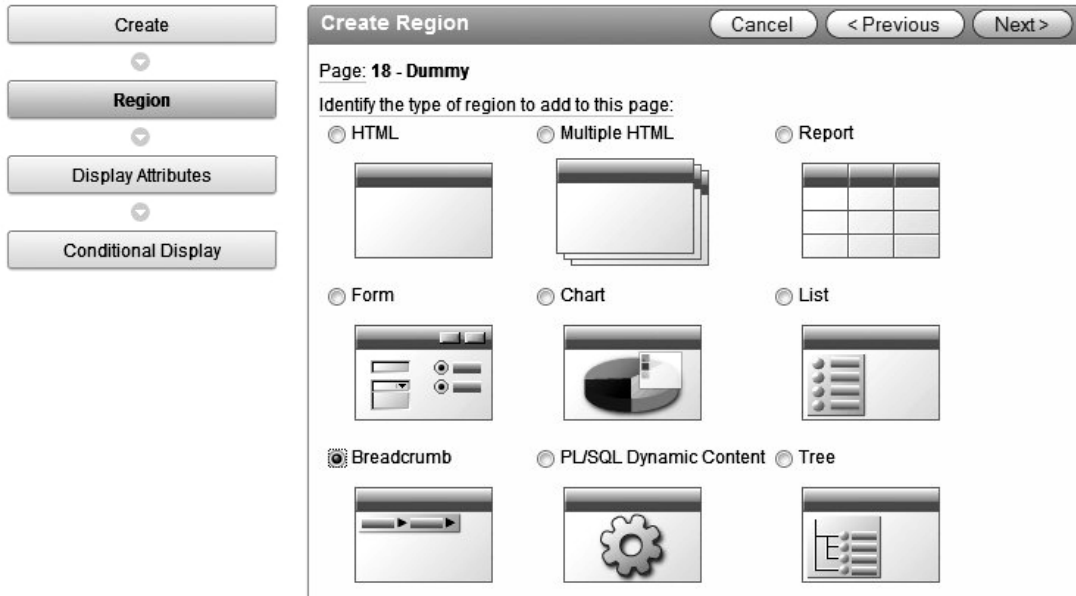 Create
Region
Display Attributes
Conditional Display
Create Region
Cancel
< Previous
Next >
Page: 18 - Dummy
Identify the type of region to add to this page:
HTML
Multiple HTML
Report
Form
Chart
List
Breadcrumb
PL/SQL Dynamic Content
Tree